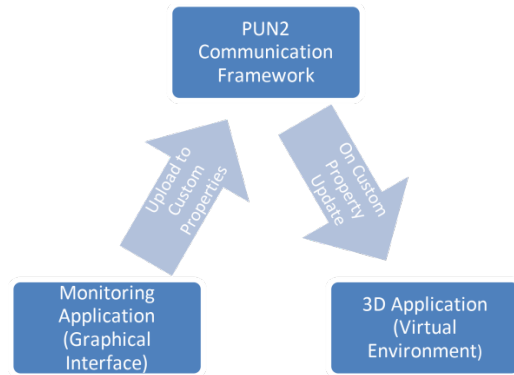 PUN2
Communication
Framework
Upload to
Custom
Properties
On Custom
Property
Update
Monitoring
Application
(Graphical
Interface)
3D Application
(Virtual
Environment)